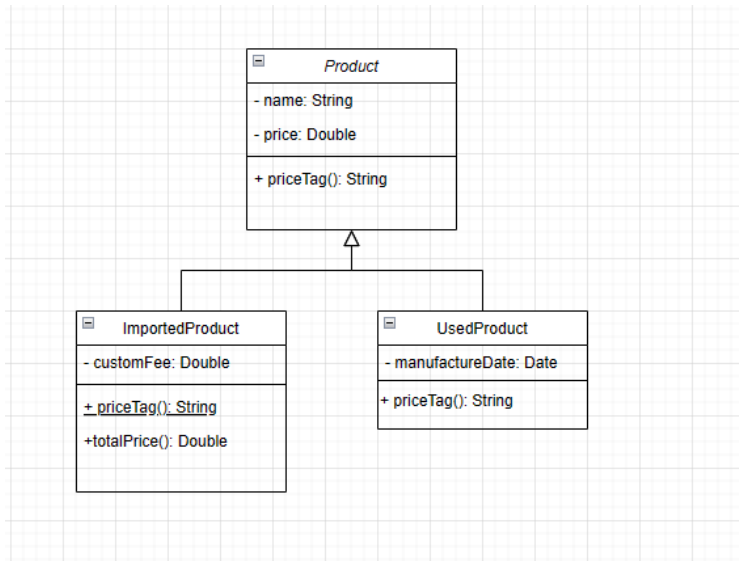 Product
- name: String
- price: Double
+ priceTag(): String
ImportedProduct
- customFee: Double
+ priceTag(): String
+totalPrice(): Double
UsedProduct
- manufactureDate: Date
+ priceTag(): String